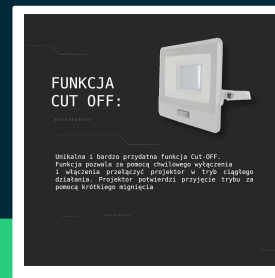 FUNKCJA
CUT OFF:
Unikalna i bardzo przydatna funkcja Cut-OFF.
Funkcja pozwala za pomocą chwilowego wyłączenia
i włączenia przełączyć projektor w tryb ciągłego
działania. Projektor potwierdzi przyjęcie trybu za
pomocą krótkiego mignięcia